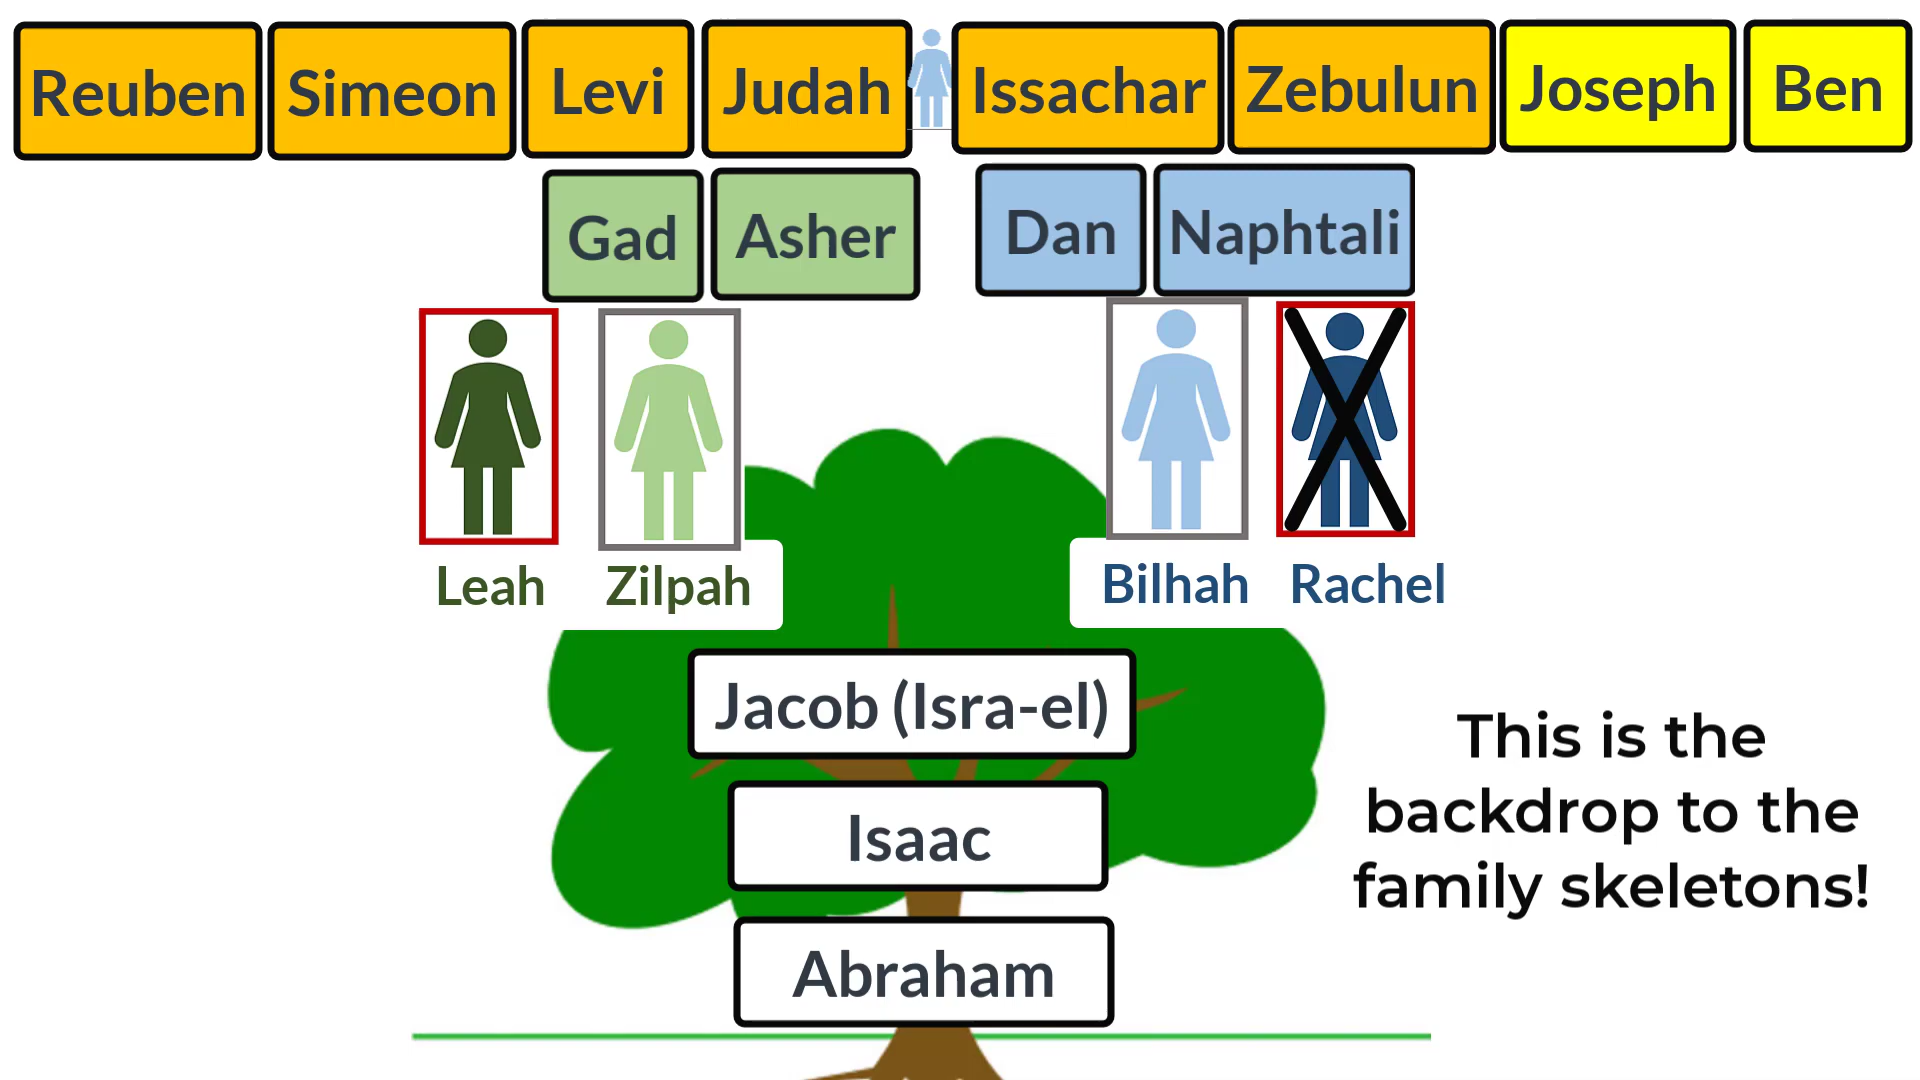 Reuben Simeon Levi Judah Issachar Zebulun Joseph Ben
Gad Asher Dan Naphtali
Leah Zilpah Bilhah Rachel
Jacob (Isra-el)
Isaac
Abraham
This is the
backdrop to the
family skeletons!